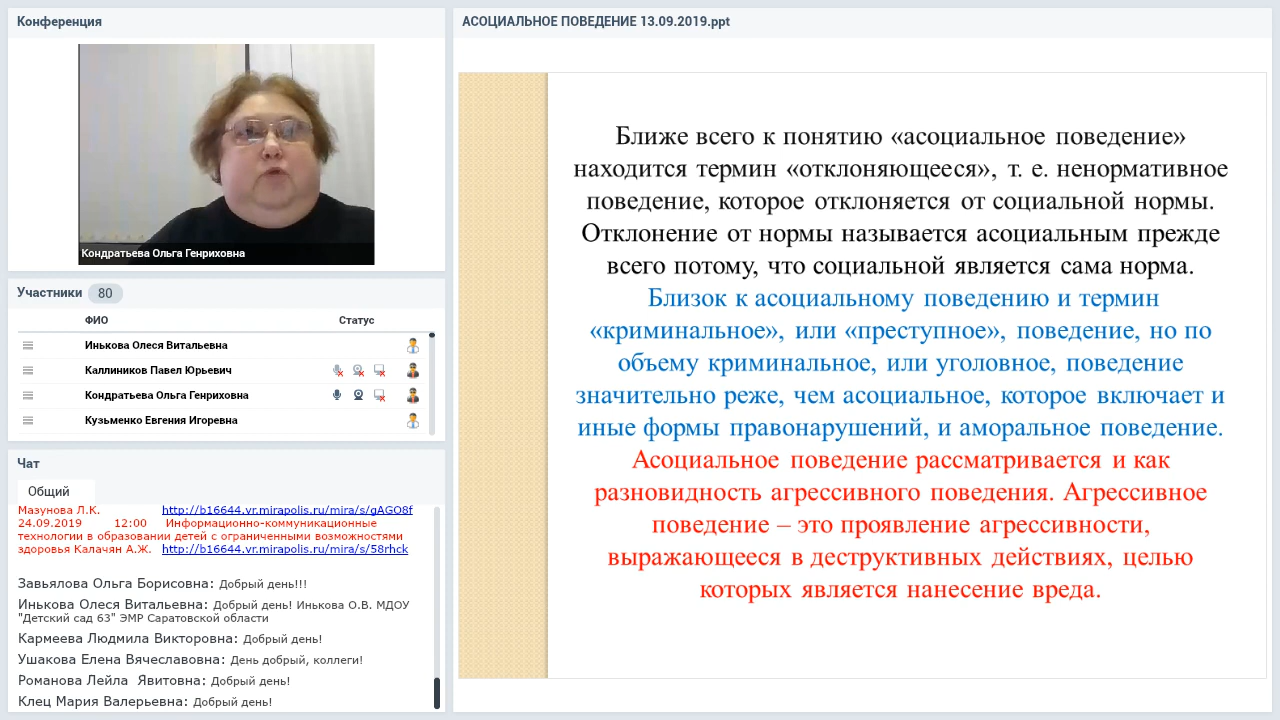 Конференция
Кондратьева Ольга Генриховна
Участники 80
ФИО Статус
Инькова Олеся Витальевна
Каллиников Павел Юрьевич
Кондратьева Ольга Генриховна
Кузьменко Евгения Игоревна
Чат
Общий
Мазунова Л.К. http://b16644.vr.mirapolis.ru/mira/s/gAGO8f
24.09.2019 12:00 Информационно-коммуникационные
технологии в образовании детей с ограниченными возможностями
здоровья Калачян А.Ж. http://b16644.vr.mirapolis.ru/mira/s/58rhck
Завьялова Ольга Борисовна: Добрый день!!!
Инькова Олеся Витальевна: Добрый день! Инькова О.В. МДОУ
"Детский сад 63" ЭМР Саратовской области
Кармеева Людмила Викторовна: Добрый день!
Ушакова Елена Вячеславовна: День добрый, коллеги!
Романова Лейла Явитовна: Добрый день!
Клец Мария Валерьевна: Добрый день!
АСОЦИАЛЬНОЕ ПОВЕДЕНИЕ 13.09.2019.ppt
Ближе всего к понятию «асоциальное поведение»
находится термин «отклоняющееся», т. е. ненормативное
поведение, которое отклоняется от социальной нормы.
Отклонение от нормы называется асоциальным прежде
всего потому, что социальной является сама норма.
Близок к асоциальному поведению и термин
«криминальное», или «преступное», поведение, но по
объему криминальное, или уголовное, поведение
значительно реже, чем асоциальное, которое включает и
иные формы правонарушений, и аморальное поведение.
Асоциальное поведение рассматривается и как
разновидность агрессивного поведения. Агрессивное
поведение – это проявление агрессивности,
выражающееся в деструктивных действиях, целью
которых является нанесение вреда.